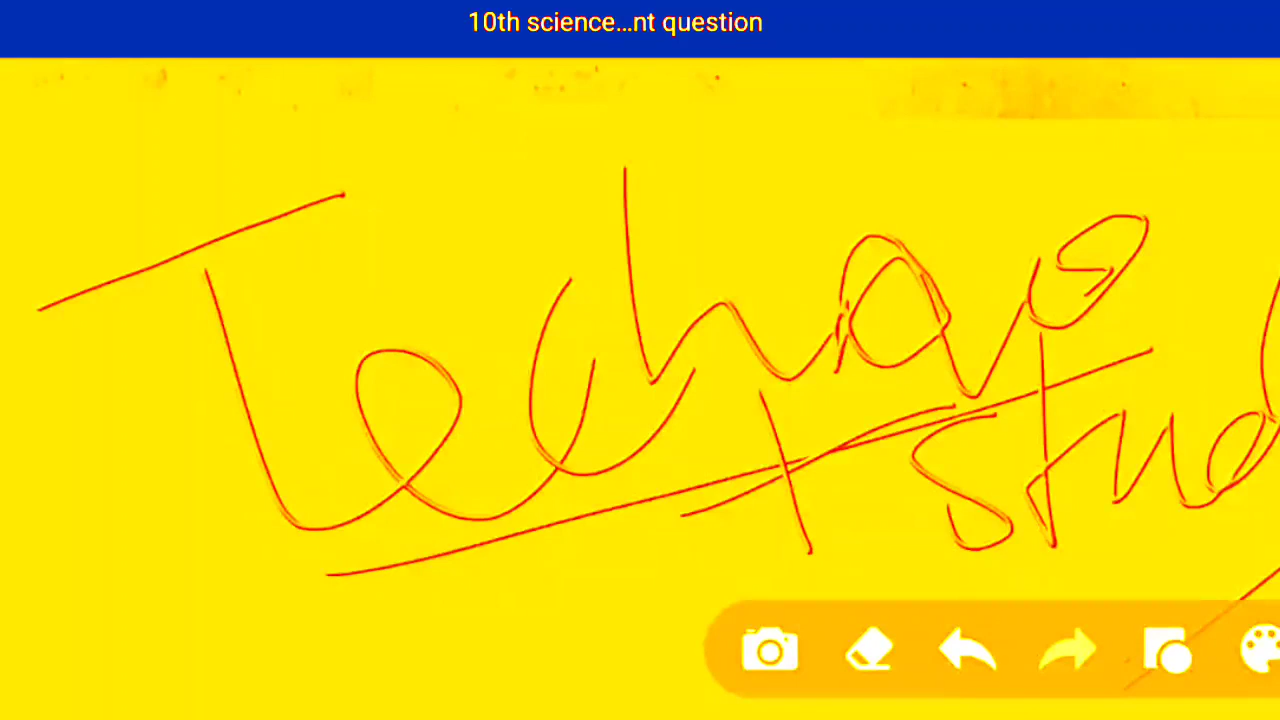 10th science...nt question
Techno
+ stud